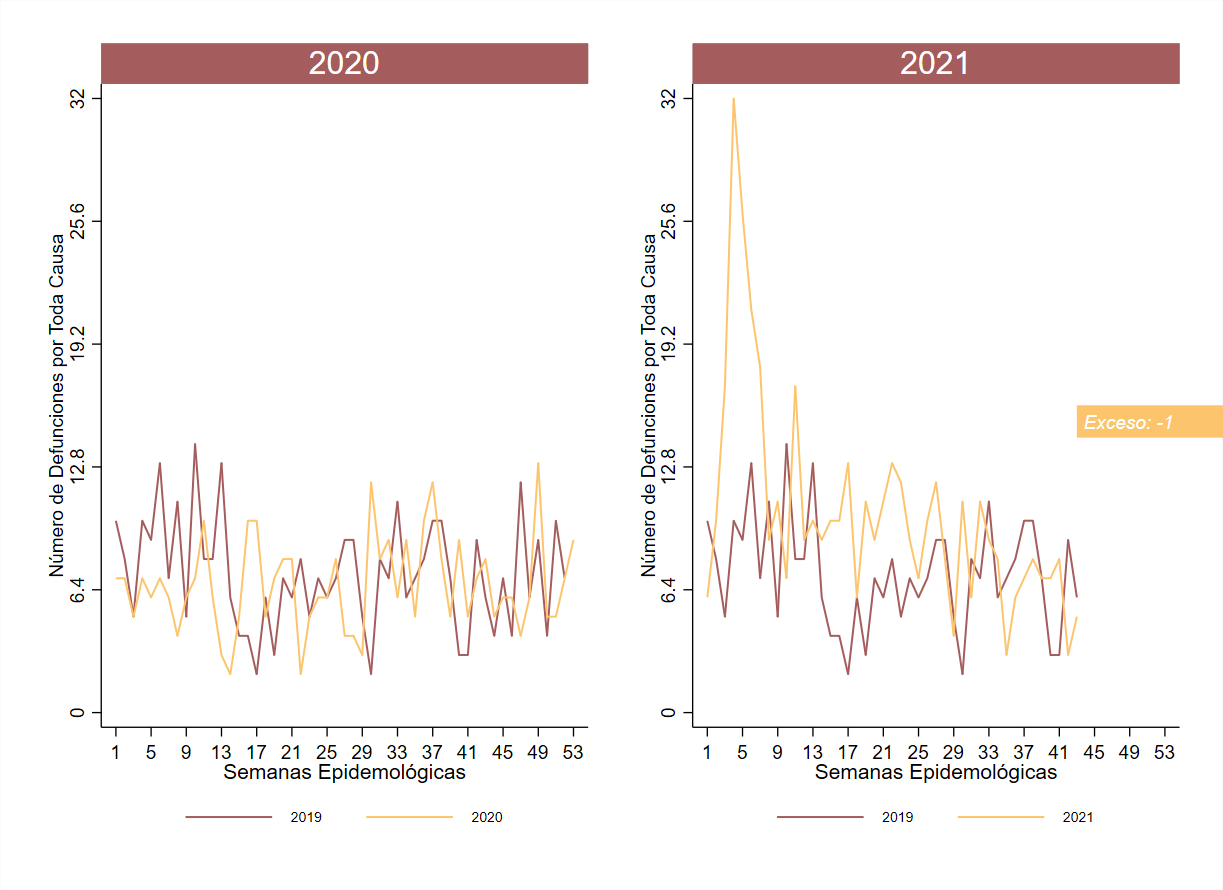 2020
Número de Defunciones por Toda Causa
32
25.6
19.2
12.8
6.4
0
1 5 9 13 17 21 25 29 33 37 41 45 49 53
Semanas Epidemológicas
2019 2020
2021
Número de Defunciones por Toda Causa
32
25.6
19.2
12.8
6.4
0
Exceso: -1
1 5 9 13 17 21 25 29 33 37 41 45 49 53
Semanas Epidemológicas
2019 2021